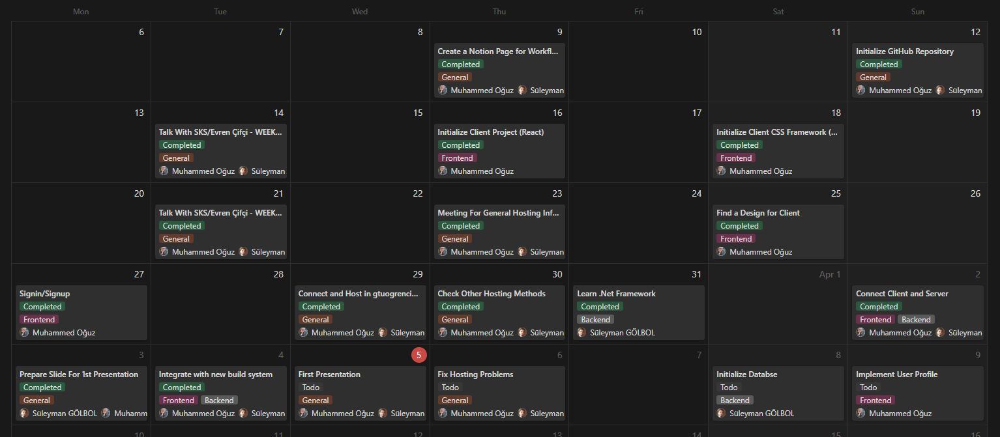 Mon Tue Wed Thu Fri Sat Sun
6 7 8 9 10 11 12
Create a Notion Page for Workfl...
Completed
General
Muhammed Oğuz Süleyman
Initialize GitHub Repository
Completed
General
Muhammed Oğuz Süleyman
13 14 15 16 17 18 19
Talk With SKS/Evren Çifçi - WEEK...
Completed
General
Muhammed Oğuz Süleyman
Initialize Client Project (React)
Completed
Frontend
Muhammed Oğuz
Initialize Client CSS Framework (...
Completed
Frontend
Muhammed Oğuz
20 21 22 23 24 25 26
Talk With SKS/Evren Çifçi - WEEK...
Completed
General
Muhammed Oğuz Süleyman
Meeting For General Hosting Inf...
Completed
General
Muhammed Oğuz Süleyman
Find a Design for Client
Completed
Frontend
Muhammed Oğuz
27 28 29 30 31 Apr 1 2
Signin/Signup
Completed
Frontend
Muhammed Oğuz
Connect and Host in gtuogrenci...
Completed
General
Muhammed Oğuz Süleyman
Check Other Hosting Methods
Completed
General
Muhammed Oğuz Süleyman
Learn .Net Framework
Completed
Backend
Süleyman GÖLBOL
Connect Client and Server
Completed
Frontend Backend
Muhammed Oğuz Süleyman
3 4 5 6 7 8 9
Prepare Slide For 1st Presentation
Completed
General
Süleyman GÖLBOL Muhamm
Integrate with new build system
Completed
Frontend Backend
Muhammed Oğuz Süleyman
First Presentation
Todo
General
Muhammed Oğuz Süleyman
Fix Hosting Problems
Todo
General
Muhammed Oğuz Süleyman
Initialize Databse
Todo
Backend
Süleyman GÖLBOL
Implement User Profile
Todo
Frontend
Muhammed Oğuz
10 11 12 13 14 15 16